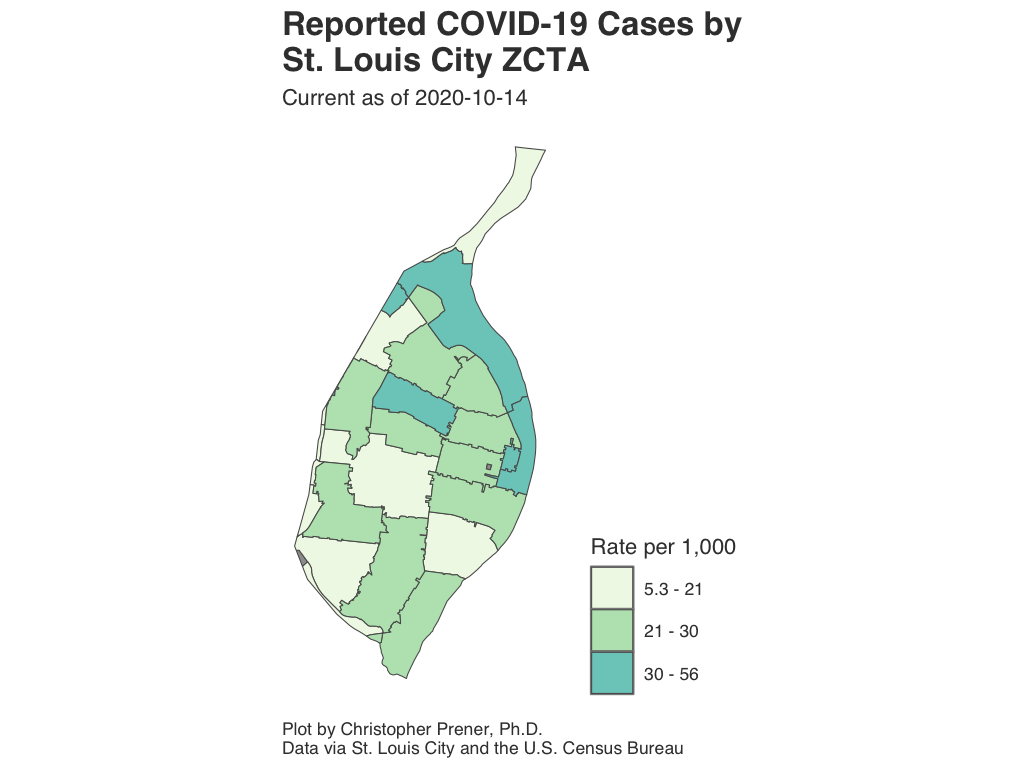 Reported COVID-19 Cases by
St. Louis City ZCTA
Current as of 2020-10-14
Rate per 1,000
5.3 - 21
21 - 30
30 - 56
Plot by Christopher Prener, Ph.D.
Data via St. Louis City and the U.S. Census Bureau